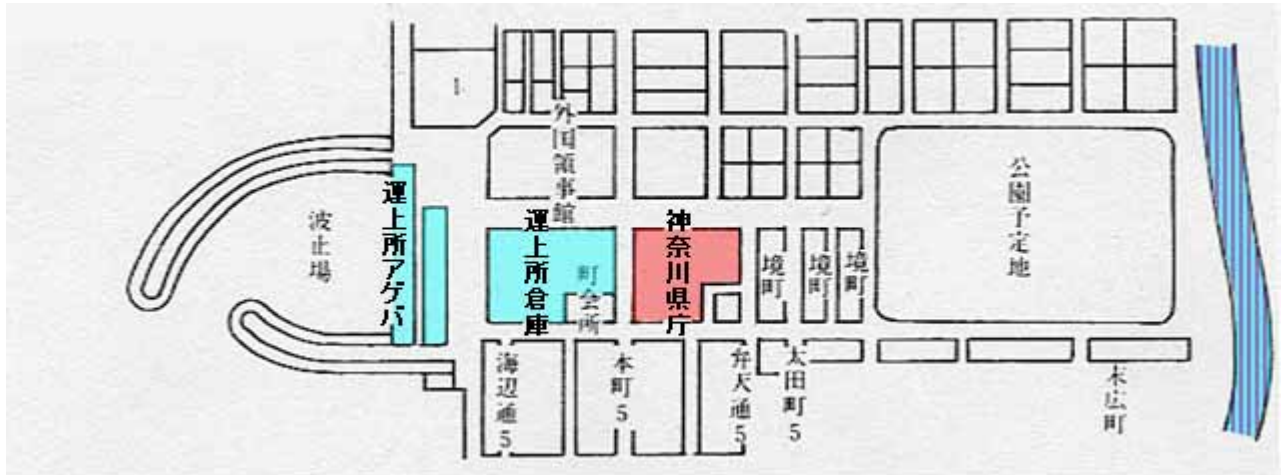 1
外国領事館
波止場
運上所アゲバ
運上所倉庫
町会所
神奈川県庁
境町
境町
境町
公園予定地
海辺通5
本町5
弁天通5
太田町5
末広町